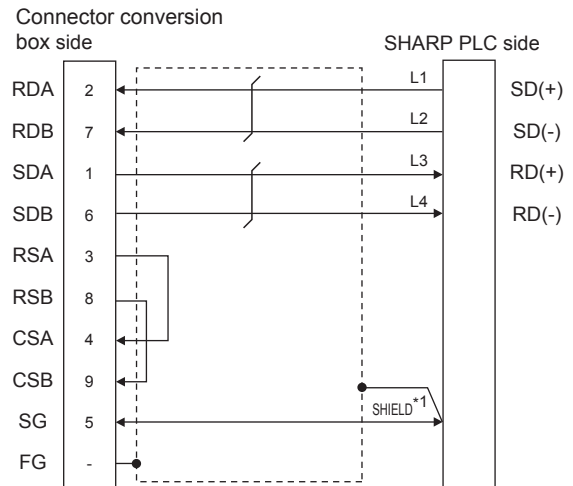 Connector conversion
box side
SHARP PLC side
RDA 2 L1 SD(+)
RDB 7 L2 SD(-)
SDA 1 L3 RD(+)
SDB 6 L4 RD(-)
RSA 3
RSB 8
CSA 4
CSB 9
SG 5 SHIELD*1
FG -